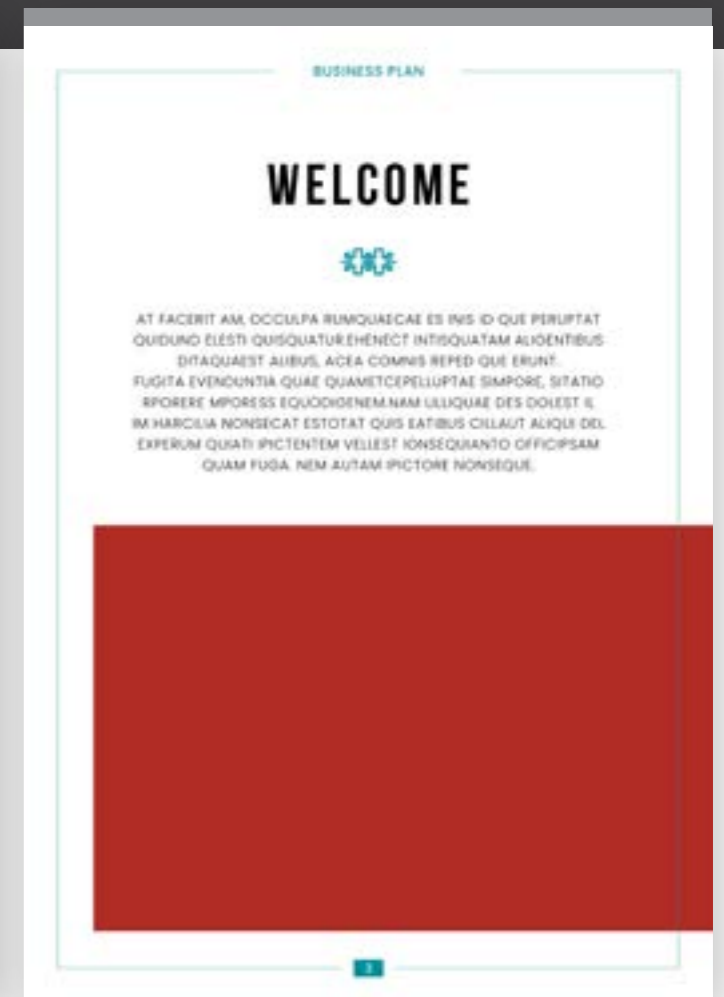 BUSINESS PLAN
WELCOME
AT FACERIT AM, OCCULPA RUMQUAECAE ES INIS ID QUE PERUPTAT
QUIDUND ELESTI QUISQUATUR.EHENECT INTISQUATAM ALIGENTIBUS
DITAQUAEST ALIBUS, ACEA COMNIS REPED QUE ERUNT.
FUGITA EVENDUNTIA QUAE QUAMETCEPELLUPTAE SIMPORE, SITATIO
RPORERE MPORESS EQUODIGENEM.NAM ULLIQUAE DES DOLEST IL
IM HARCILIA NONSECAT ESTOTAT QUIS EATIBUS CILLAUT ALIQUI DEL
EXPERUM QUIATI IPICTENTEM VELLEST IONSEQUIANTO OFFICIPSAM
QUAM FUGA. NEM AUTAM IPICTORE NONSEQUE.